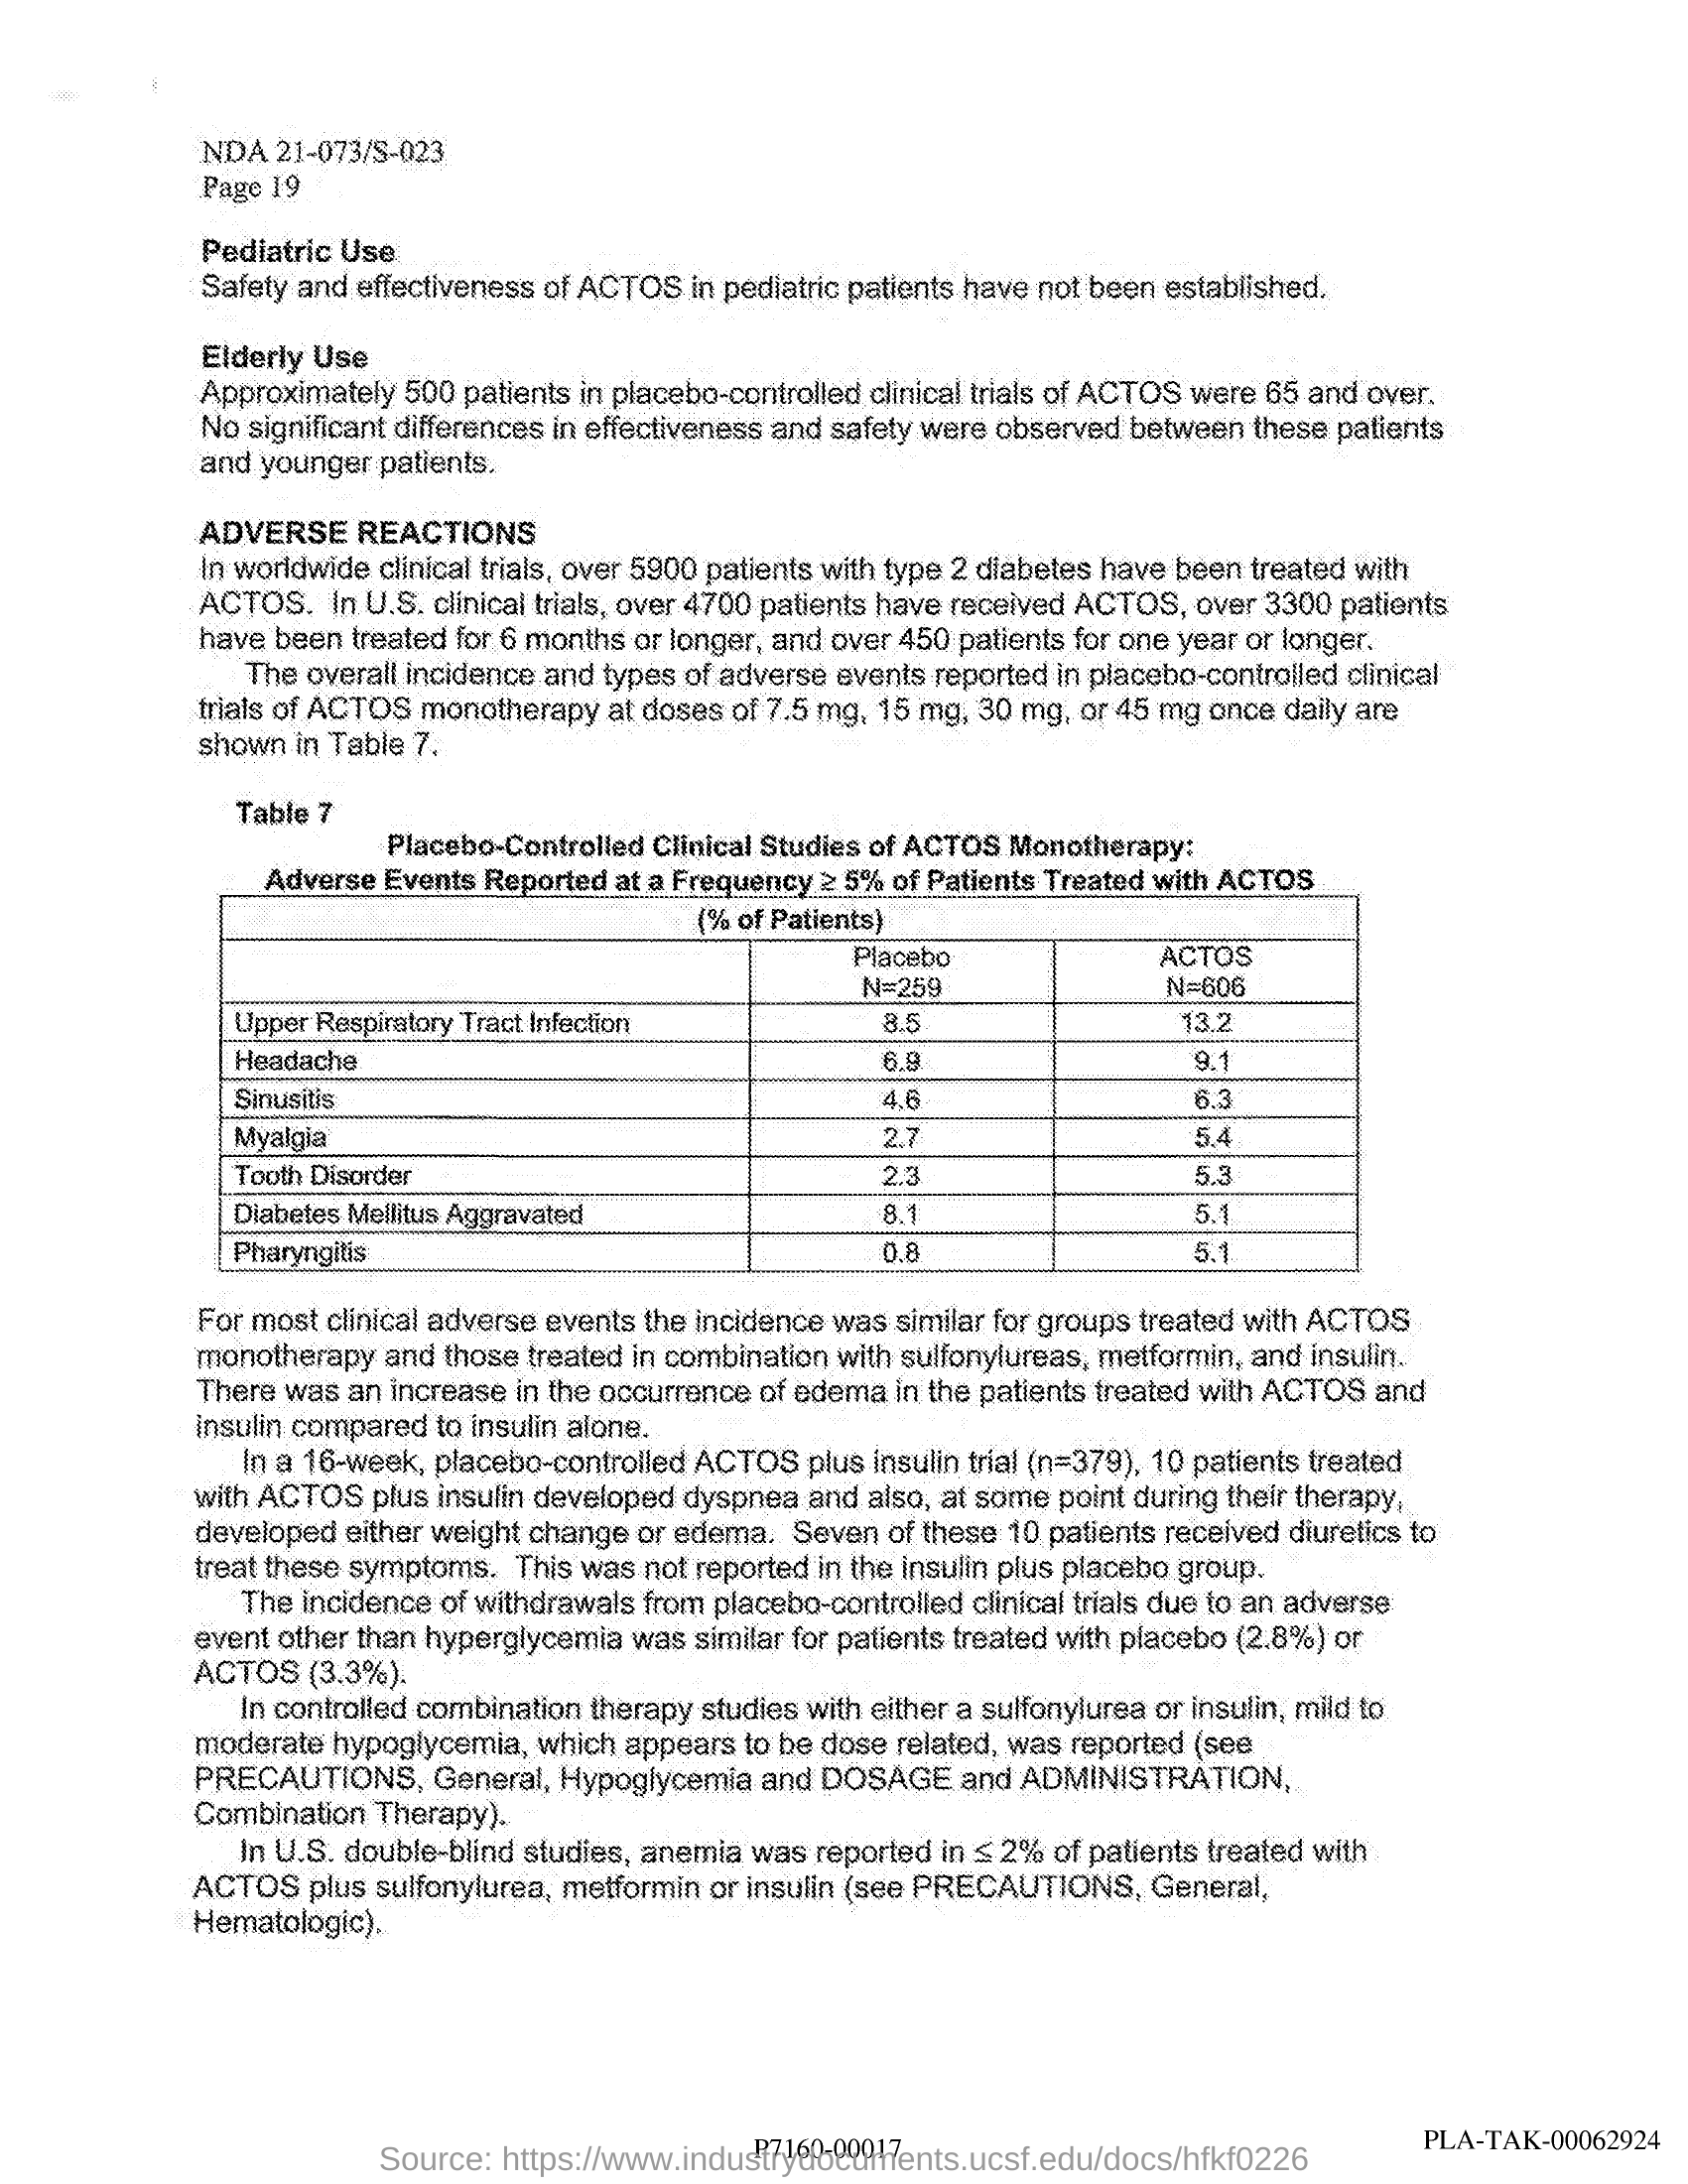 NDA 21-073/S-023
Page 19
Pediatric Use
Safety and effectiveness of ACTOS in pediatric patients have not been established.
Elderly Use
Approximately 500 patients in placebo-controlled clinical trials of ACTOS were 65 and over.
No significant differences in effectiveness and safety were observed between these patients
and younger patients.
ADVERSE REACTIONS
In worldwide clinical trials, over 5900 patients with type 2 diabetes have been treated with
ACTOS. In U.S. clinical trials, over 4700 patients have received ACTOS, over 3300 patients
have been treated for 6 months or longer, and over 450 patients for one year or longer.
The overall incidence and types of adverse events reported in placebo-controlled clinical
trials of ACTOS monotherapy at doses of 7.5 mg, 15 mg, 30 mg, or 45 mg once daily are
shown in Table 7.
Table 7
Placebo-Controlled Clinical Studies of ACTOS Monotherapy:
Adverse Events Reported at a Frequency ≥ 5% of Patients Treated with ACTOS
(% of Patients)
Placebo ACTOS
N=259 N=606
Upper Respiratory Tract Infection 8.5 13.2
Headache 6.9 9.1
Sinusitis 4.6 6.3
Myalgia 2.7 5.4
Tooth Disorder 2.3 5.3
Diabetes Mellitus Aggravated 8.1 5.1
Pharyngitis 0.8 5.1
For most clinical adverse events the incidence was similar for groups treated with ACTOS
monotherapy and those treated in combination with sulfonylureas, metformin, and insulin.
There was an increase in the occurrence of edema in the patients treated with ACTOS and
insulin compared to insulin alone.
In a 16-week, placebo-controlled ACTOS plus insulin trial (n=379), 10 patients treated
with ACTOS plus insulin developed dyspnea and also, at some point during their therapy,
developed either weight change or edema. Seven of these 10 patients received diuretics to
treat these symptoms. This was not reported in the insulin plus placebo group.
The incidence of withdrawals from placebo-controlled clinical trials due to an adverse
event other than hyperglycemia was similar for patients treated with placebo (2.8%) or
ACTOS (3.3%).
In controlled combination therapy studies with either a sulfonylurea or insulin, mild to
moderate hypoglycemia, which appears to be dose related, was reported (see
PRECAUTIONS, General, Hypoglycemia and DOSAGE and ADMINISTRATION,
Combination Therapy).
In U.S. double-blind studies, anemia was reported in ≤ 2% of patients treated with
ACTOS plus sulfonylurea, metformin or insulin (see PRECAUTIONS, General,
Hematologic).
P7160-00017
PLA-TAK-00062924
Source: https://www.industrydocuments.ucsf.edu/docs/hfkf0226